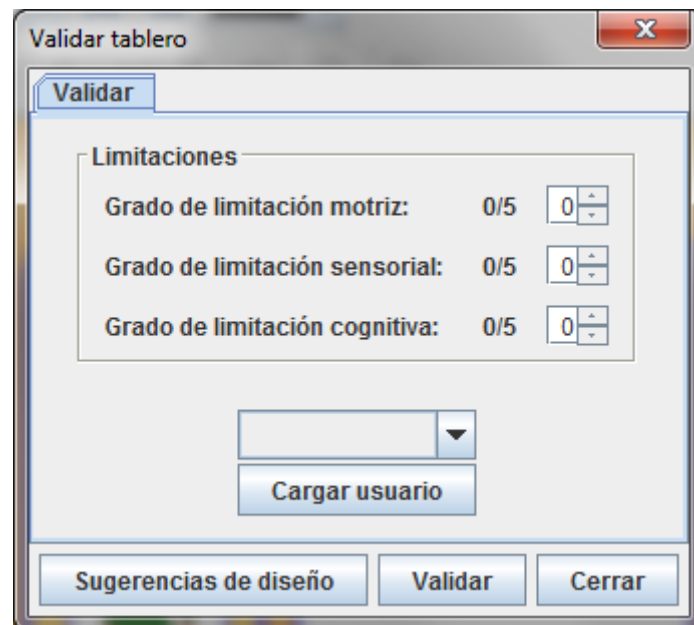 Validar tablero
Validar
Limitaciones
Grado de limitación motriz: 0/5 0
Grado de limitación sensorial: 0/5 0
Grado de limitación cognitiva: 0/5 0
Cargar usuario
Sugerencias de diseño Validar Cerrar